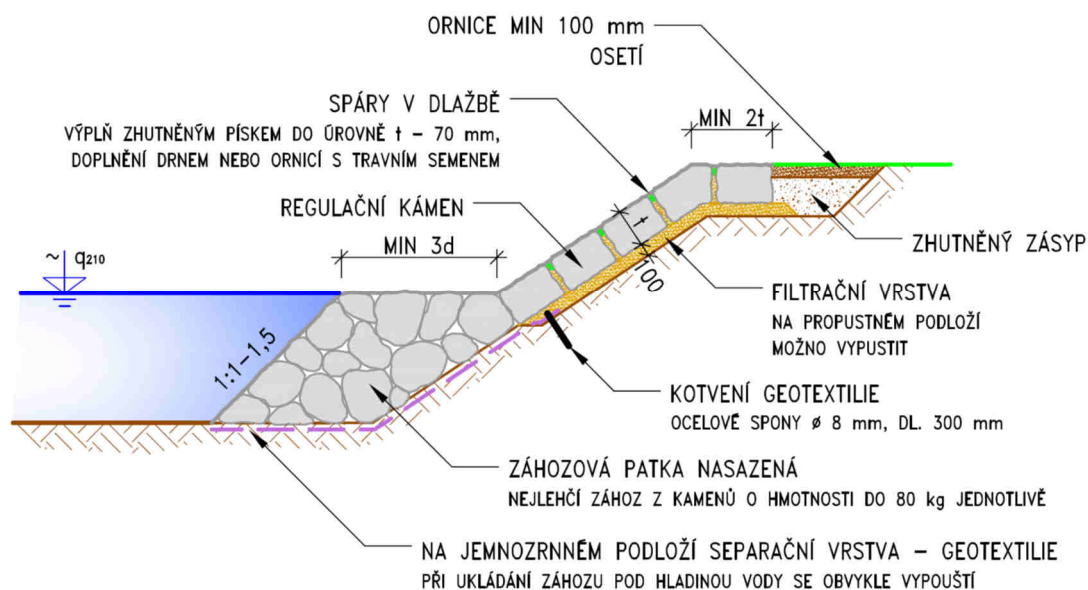 ORNICE MIN 100 mm
OSETÍ
SPÁRY V DLAŽBĚ
VÝPLŇ ZHUTNĚNÝM PÍSKEM DO ÚROVNĚ t – 70 mm,
DOPLNĚNÍ DRNEM NEBO ORNICÍ S TRAVNÍM SEMENEM
MIN 2t
REGULAČNÍ KÁMEN
t
100
ZHUTNĚNÝ ZÁSYP
~ q210
MIN 3d
FILTRAČNÍ VRSTVA
NA PROPUSTNÉM PODLOŽÍ
MOŽNO VYPUSTIT
1:1–1,5
KOTVENÍ GEOTEXTILIE
OCELOVÉ SPONY ø 8 mm, DL. 300 mm
ZÁHOZOVÁ PATKA NASAZENÁ
NEJLEHČÍ ZÁHOZ Z KAMENŮ O HMOTNOSTI DO 80 kg JEDNOTLIVĚ
NA JEMNOZRNNÉM PODLOŽÍ SEPARAČNÍ VRSTVA – GEOTEXTILIE
PŘI UKLÁDÁNÍ ZÁHOZU POD HLADINOU VODY SE OBVYKLE VYPOUŠTÍ